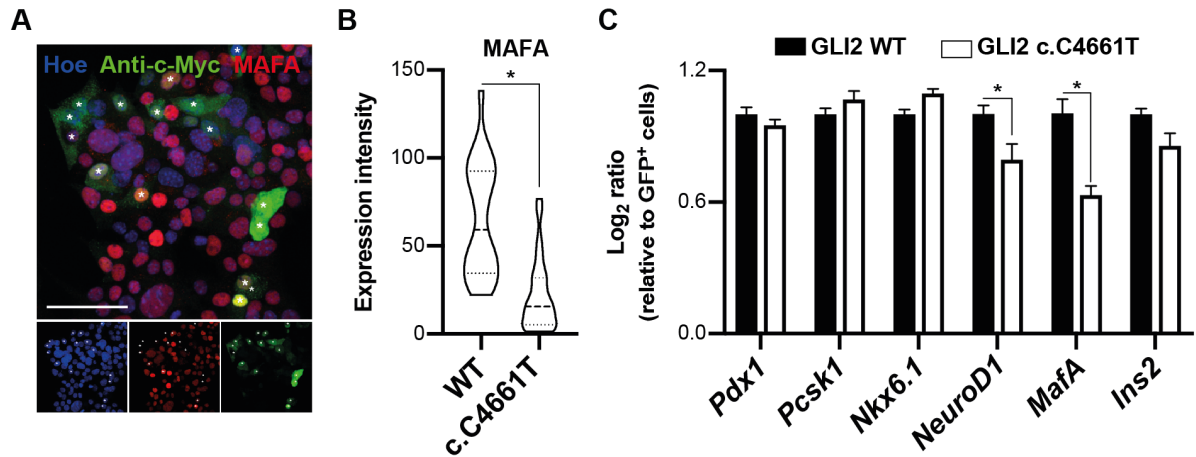 A
Hoe Anti-c-Myc MAFA
B
MAFA
*
Expression intensity
150
100
50
0
WT
c.C4661T
C
GLI2 WT
GLI2 c.C4661T
Log2 ratio
(relative to GFP+ cells)
1.2
0.6
0.0
*
*
Pdx1
Pcsk1
Nkx6.1
NeuroD1
MafA
Ins2